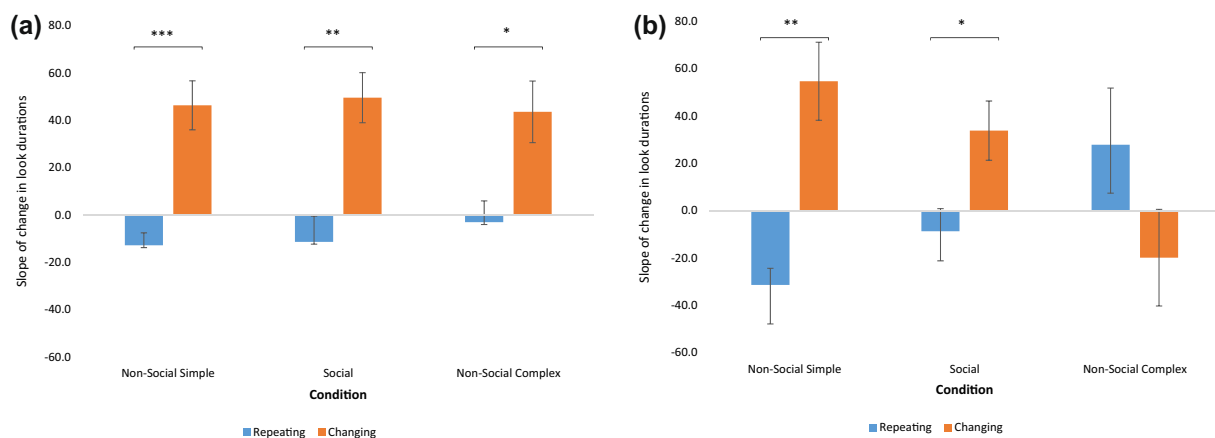 (a)
80.0
60.0
40.0
20.0
0.0
-20.0
-40.0
-60.0
Slope of change in look durations
***
**
*
Non-Social Simple
Social
Non-Social Complex
Condition
Repeating
Changing
(b)
80.0
60.0
40.0
20.0
0.0
-20.0
-40.0
-60.0
Slope of change in look durations
**
*
Non-Social Simple
Social
Non-Social Complex
Condition
Repeating
Changing